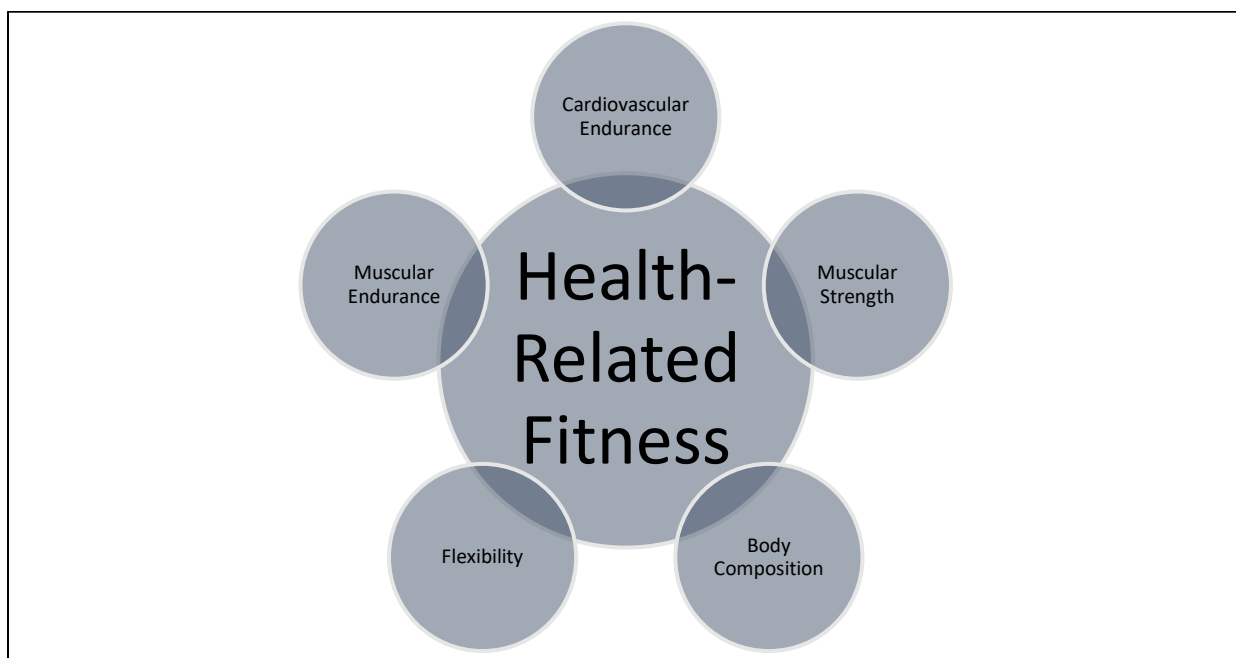 Cardiovascular
Endurance
Muscular
Endurance
Health-
Related
Fitness
Muscular
Strength
Flexibility
Body
Composition